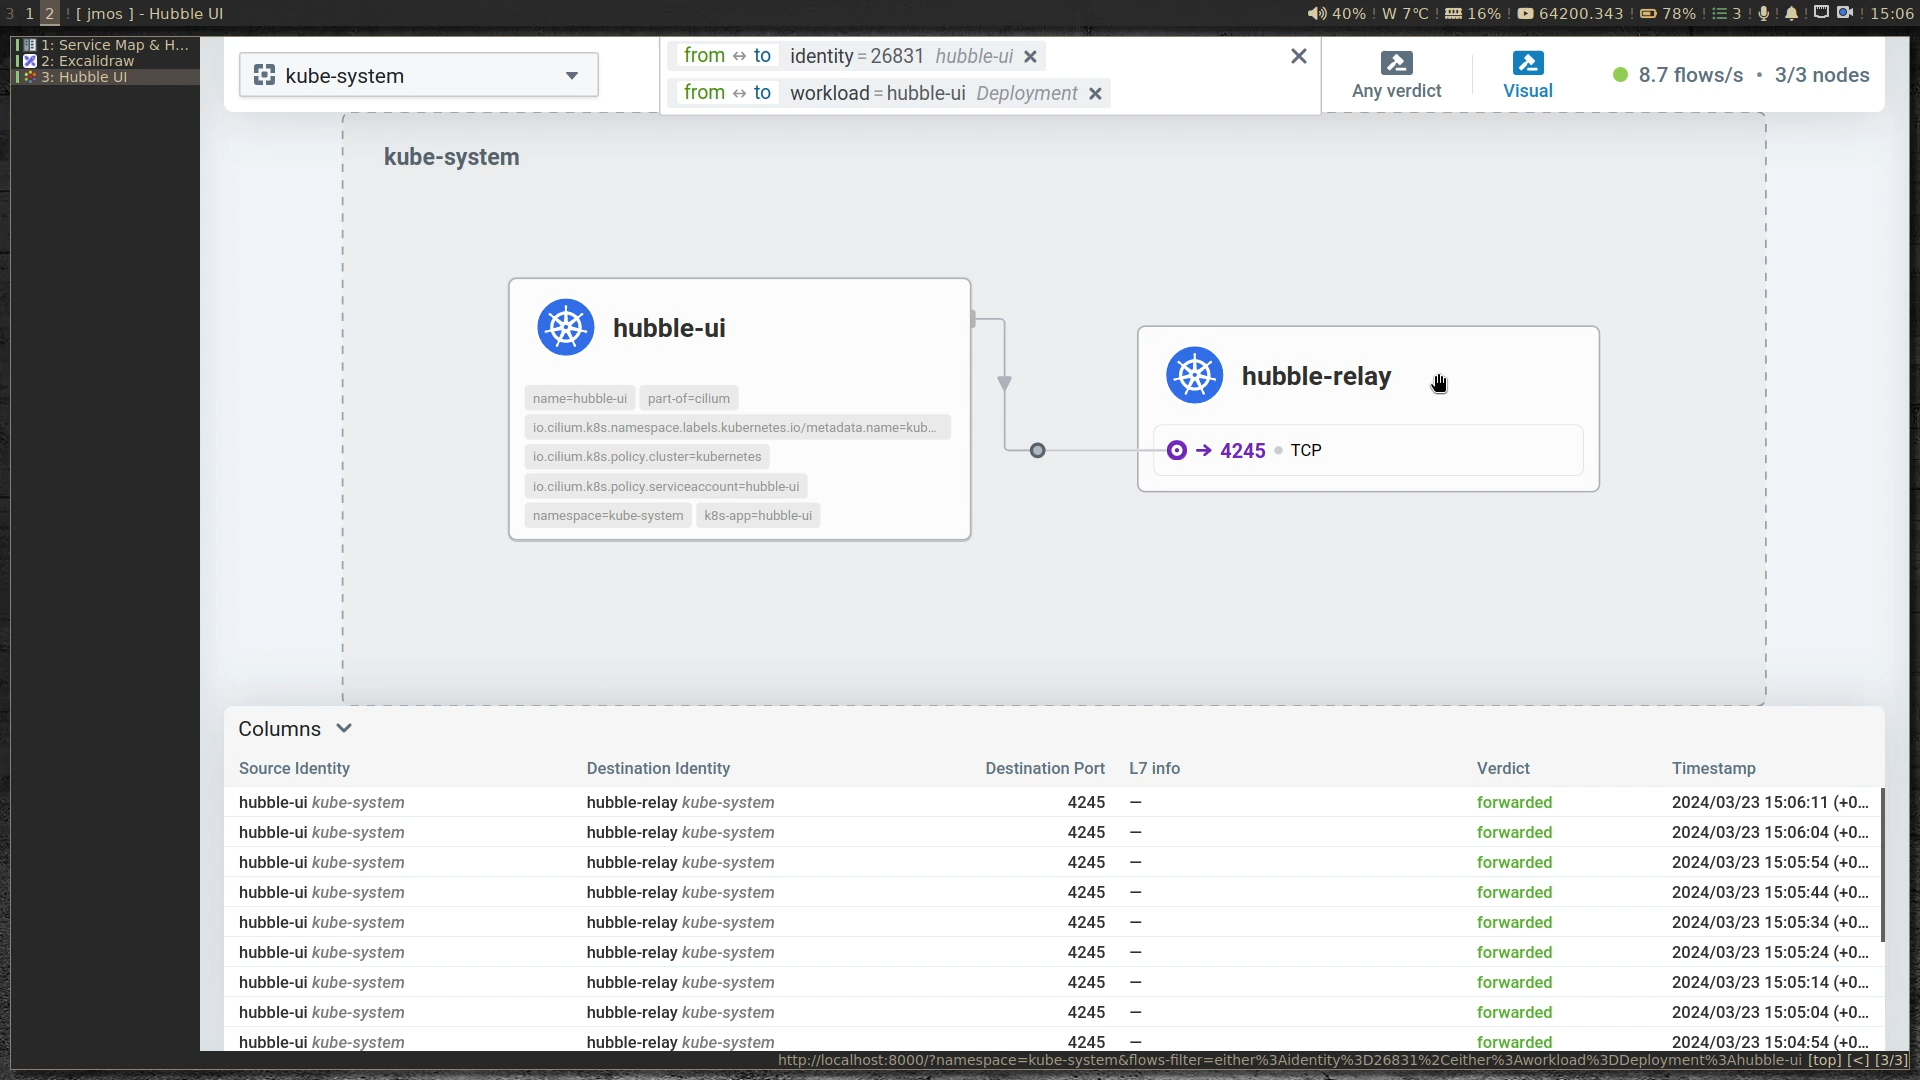 3 1 2 ! [ jmos ] - Hubble UI
40% ! W 7°C ! 16% ! 64200.343 ! 78% ! 3 ! ! ! 15:06
1: Service Map & H...
2: Excalidraw
3: Hubble UI
kube-system
from ↔ to identity = 26831 hubble-ui
from ↔ to workload = hubble-ui Deployment
Any verdict
Visual
8.7 flows/s • 3/3 nodes
kube-system
hubble-ui
name=hubble-ui part-of=cilium
io.cilium.k8s.namespace.labels.kubernetes.io/metadata.name=kub...
io.cilium.k8s.policy.cluster=kubernetes
io.cilium.k8s.policy.serviceaccount=hubble-ui
namespace=kube-system k8s-app=hubble-ui
hubble-relay
→ 4245 • TCP
Columns
Source Identity Destination Identity Destination Port L7 info Verdict Timestamp
hubble-ui kube-system hubble-relay kube-system 4245 — forwarded 2024/03/23 15:06:11 (+0...
hubble-ui kube-system hubble-relay kube-system 4245 — forwarded 2024/03/23 15:06:04 (+0...
hubble-ui kube-system hubble-relay kube-system 4245 — forwarded 2024/03/23 15:05:54 (+0...
hubble-ui kube-system hubble-relay kube-system 4245 — forwarded 2024/03/23 15:05:44 (+0...
hubble-ui kube-system hubble-relay kube-system 4245 — forwarded 2024/03/23 15:05:34 (+0...
hubble-ui kube-system hubble-relay kube-system 4245 — forwarded 2024/03/23 15:05:24 (+0...
hubble-ui kube-system hubble-relay kube-system 4245 — forwarded 2024/03/23 15:05:14 (+0...
hubble-ui kube-system hubble-relay kube-system 4245 — forwarded 2024/03/23 15:05:04 (+0...
hubble-ui kube-system hubble-relay kube-system 4245 — forwarded 2024/03/23 15:04:54 (+0...
http://localhost:8000/?namespace=kube-system&flows-filter=either%3Aidentity%3D26831%2Ceither%3Aworkload%3DDeployment%3Ahubble-ui [top] [<] [3/3]